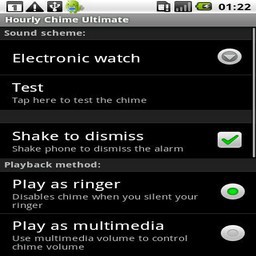 01:22
Hourly Chime Ultimate
Sound scheme:
Electronic watch
Test
Tap here to test the chime
Shake to dismiss
Shake phone to dismiss the alarm
Playback method:
Play as ringer
Disables chime when you silent your
ringer
Play as multimedia
Use multimedia volume to control
chime volume